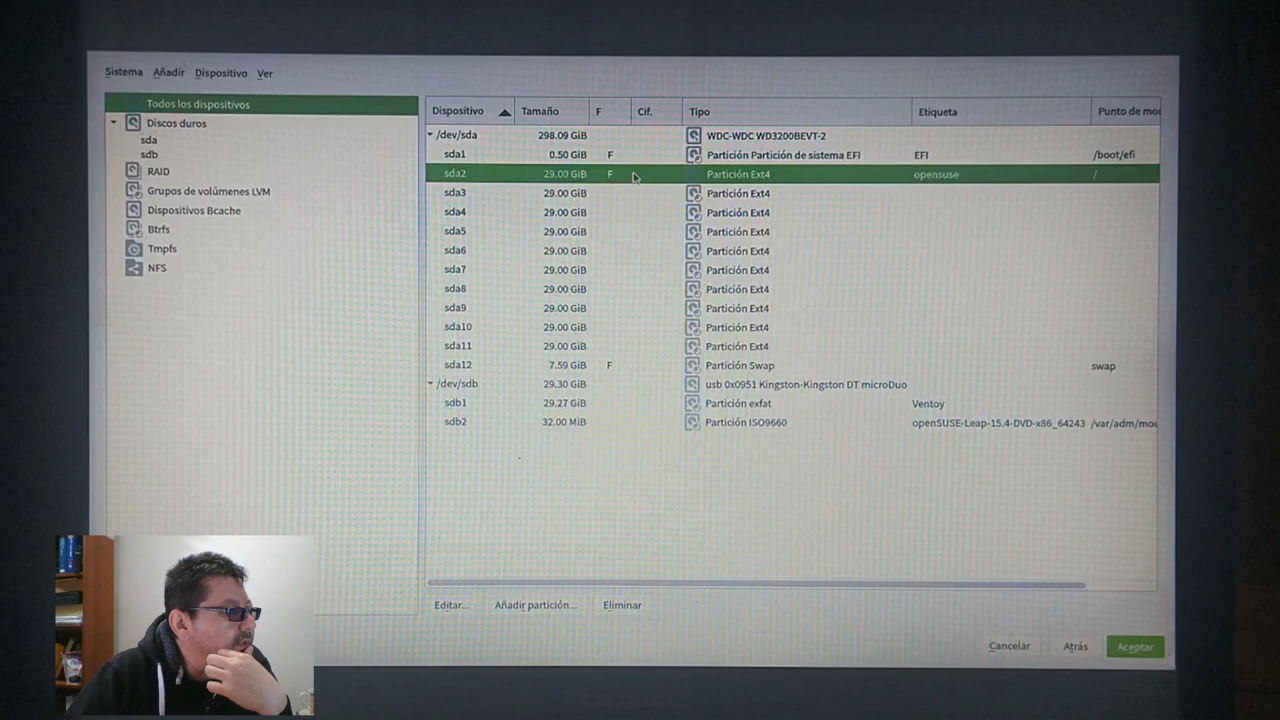 Sistema Añadir Dispositivo Ver
Todos los dispositivos
Discos duros
sda
sdb
RAID
Grupos de volúmenes LVM
Dispositivos Bcache
Btrfs
Tmpfs
NFS
Dispositivo Tamaño F Cif. Tipo Etiqueta Punto de mo
/dev/sda 298.09 GiB WDC-WDC WD3200BEVT-2
sda1 0.50 GiB F Partición Partición de sistema EFI EFI /boot/efi
sda2 29.00 GiB F Partición Ext4 opensuse /
sda3 29.00 GiB Partición Ext4
sda4 29.00 GiB Partición Ext4
sda5 29.00 GiB Partición Ext4
sda6 29.00 GiB Partición Ext4
sda7 29.00 GiB Partición Ext4
sda8 29.00 GiB Partición Ext4
sda9 29.00 GiB Partición Ext4
sda10 29.00 GiB Partición Ext4
sda11 29.00 GiB Partición Ext4
sda12 7.59 GiB F Partición Swap swap
/dev/sdb 29.30 GiB usb 0x0951 Kingston-Kingston DT microDuo
sdb1 29.27 GiB Partición exfat Ventoy
sdb2 32.00 MiB Partición ISO9660 openSUSE-Leap-15.4-DVD-x86_64243 /var/adm/mou
Editar... Añadir partición... Eliminar
Cancelar Atrás Aceptar